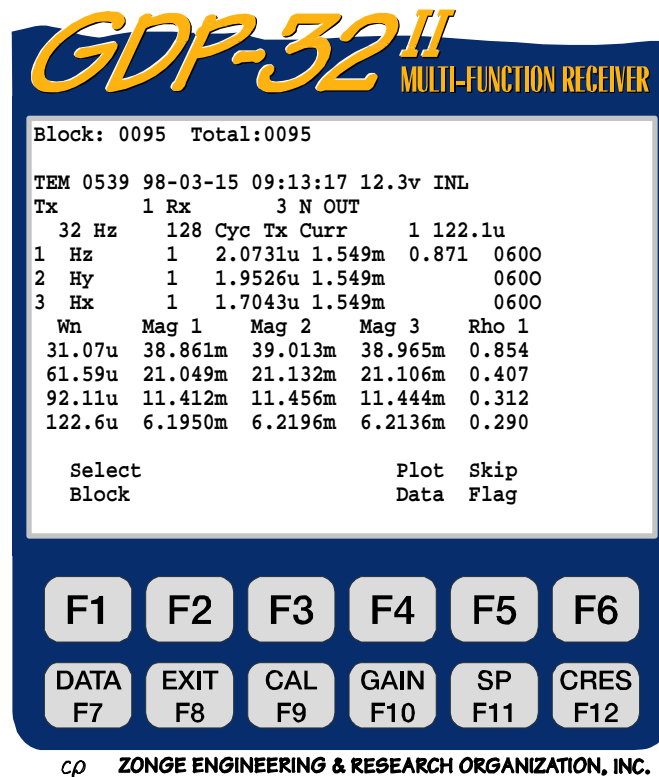 GDP-32 II
MULTI-FUNCTION RECEIVER
Block: 0095 Total:0095
TEM 0539 98-03-15 09:13:17 12.3v INL
Tx 1 Rx 3 N OUT
32 Hz 128 Cyc Tx Curr 1 122.1u
1 Hz 1 2.0731u 1.549m 0.871 060O
2 Hy 1 1.9526u 1.549m 060O
3 Hx 1 1.7043u 1.549m 060O
Wn Mag 1 Mag 2 Mag 3 Rho 1
31.07u 38.861m 39.013m 38.965m 0.854
61.59u 21.049m 21.132m 21.106m 0.407
92.11u 11.412m 11.456m 11.444m 0.312
122.6u 6.1950m 6.2196m 6.2136m 0.290
Select Plot Skip
Block Data Flag
F1 F2 F3 F4 F5 F6
DATA EXIT CAL GAIN SP CRES
F7 F8 F9 F10 F11 F12
cρ ZONGE ENGINEERING & RESEARCH ORGANIZATION, INC.